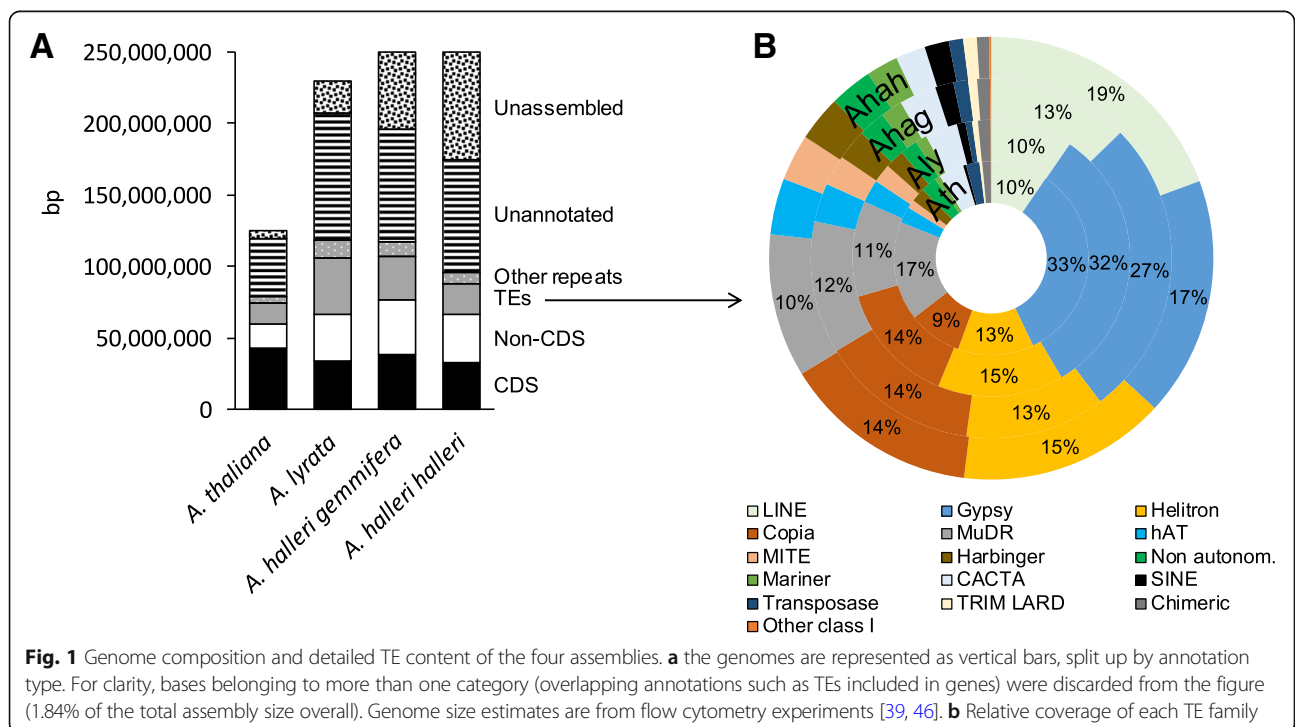 A
B
250,000,000
200,000,000
150,000,000
100,000,000
50,000,000
0
bp
Unassembled
Unannotated
Other repeats
TEs
Non-CDS
CDS
A. thaliana
A. lyrata
A. halleri gemmifera
A. halleri halleri
Ahah
Ahag
Aly
Ath
19%
13%
10%
10%
33%
32%
27%
17%
13%
15%
13%
15%
9%
14%
14%
14%
17%
11%
12%
10%
LINE Gypsy Helitron
Copia MuDR hAT
MITE Harbinger Non autonom.
Mariner CACTA SINE
Transposase TRIM LARD Chimeric
Other class I
Fig. 1 Genome composition and detailed TE content of the four assemblies. a the genomes are represented as vertical bars, split up by annotation
type. For clarity, bases belonging to more than one category (overlapping annotations such as TEs included in genes) were discarded from the figure
(1.84% of the total assembly size overall). Genome size estimates are from flow cytometry experiments [39, 46]. b Relative coverage of each TE family